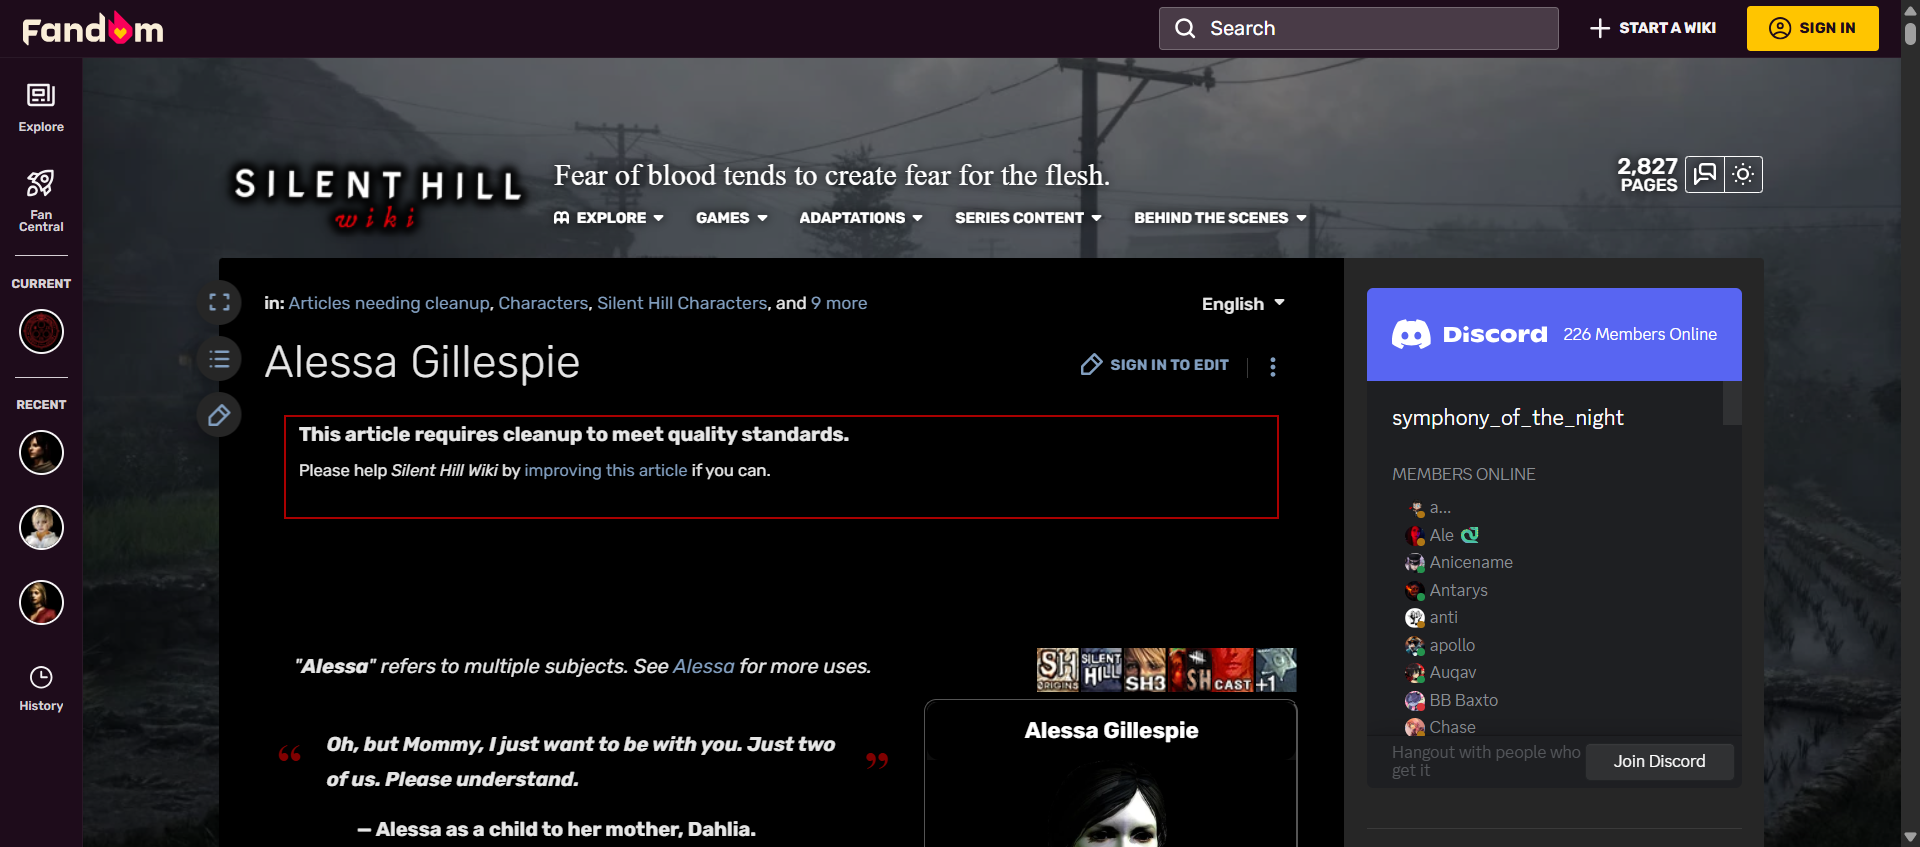 Fandom
Search
START A WIKI
SIGN IN
Explore
Fan
Central
CURRENT
RECENT
History
SILENT HILL
wiki
Fear of blood tends to create fear for the flesh.
EXPLORE
GAMES
ADAPTATIONS
SERIES CONTENT
BEHIND THE SCENES
2,827
PAGES
in: Articles needing cleanup, Characters, Silent Hill Characters, and 9 more
English
Alessa Gillespie
SIGN IN TO EDIT
This article requires cleanup to meet quality standards.
Please help Silent Hill Wiki by improving this article if you can.
"Alessa" refers to multiple subjects. See Alessa for more uses.
SH ORIGINS
SILENT HILL
SH3
SH
CAST
+1
“ Oh, but Mommy, I just want to be with you. Just two ”
of us. Please understand.
— Alessa as a child to her mother, Dahlia.
Alessa Gillespie
Discord
226 Members Online
symphony_of_the_night
MEMBERS ONLINE
a...
Ale
Anicename
Antarys
anti
apollo
Auqav
BB Baxto
Chase
Hangout with people who
get it
Join Discord